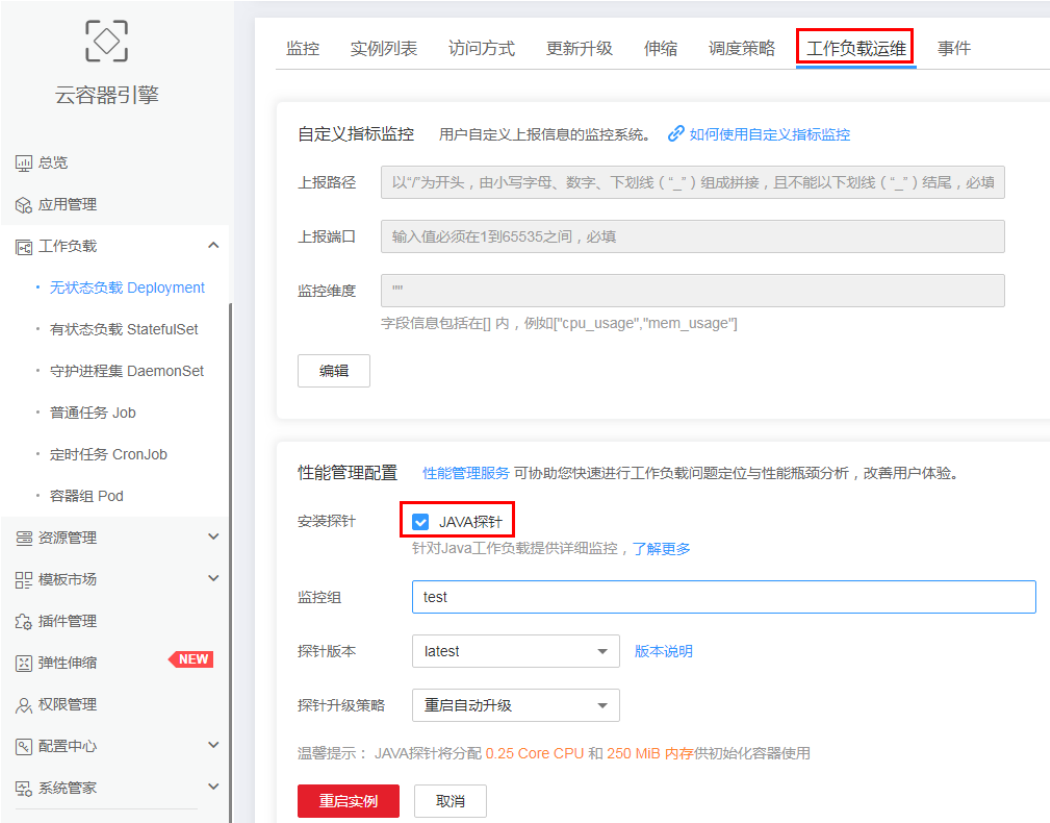 云容器引擎
总览
应用管理
工作负载
无状态负载 Deployment
有状态负载 StatefulSet
守护进程集 DaemonSet
普通任务 Job
定时任务 CronJob
容器组 Pod
资源管理
模板市场
插件管理
弹性伸缩 NEW
权限管理
配置中心
系统管家
监控 实例列表 访问方式 更新升级 伸缩 调度策略 工作负载运维 事件
自定义指标监控 用户自定义上报信息的监控系统。 如何使用自定义指标监控
上报路径 以“/”为开头，由小写字母、数字、下划线（“_”）组成拼接，且不能以下划线（“_”）结尾，必填
上报端口 输入值必须在1到65535之间，必填
监控维度 ""
字段信息包括在[] 内，例如["cpu_usage","mem_usage"]
编辑
性能管理配置 性能管理服务 可协助您快速进行工作负载问题定位与性能瓶颈分析，改善用户体验。
安装探针 JAVA探针
针对Java工作负载提供详细监控，了解更多
监控组 test
探针版本 latest 版本说明
探针升级策略 重启自动升级
温馨提示： JAVA探针将分配 0.25 Core CPU 和 250 MiB 内存供初始化容器使用
重启实例 取消